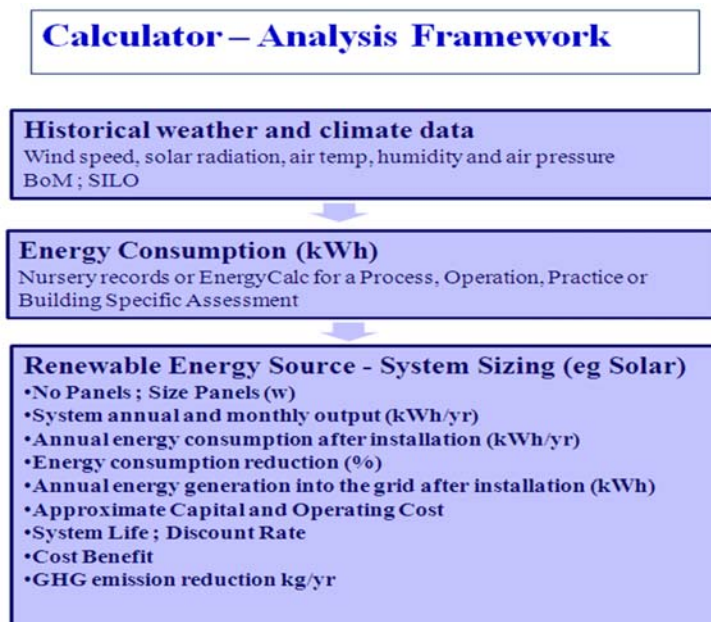 Calculator – Analysis Framework
Historical weather and climate data
Wind speed, solar radiation, air temp, humidity and air pressure
BoM ; SILO
Energy Consumption (kWh)
Nursery records or EnergyCalc for a Process, Operation, Practice or
Building Specific Assessment
Renewable Energy Source - System Sizing (eg Solar)
•No Panels ; Size Panels (w)
•System annual and monthly output (kWh/yr)
•Annual energy consumption after installation (kWh/yr)
•Energy consumption reduction (%)
•Annual energy generation into the grid after installation (kWh)
•Approximate Capital and Operating Cost
•System Life ; Discount Rate
•Cost Benefit
•GHG emission reduction kg/yr